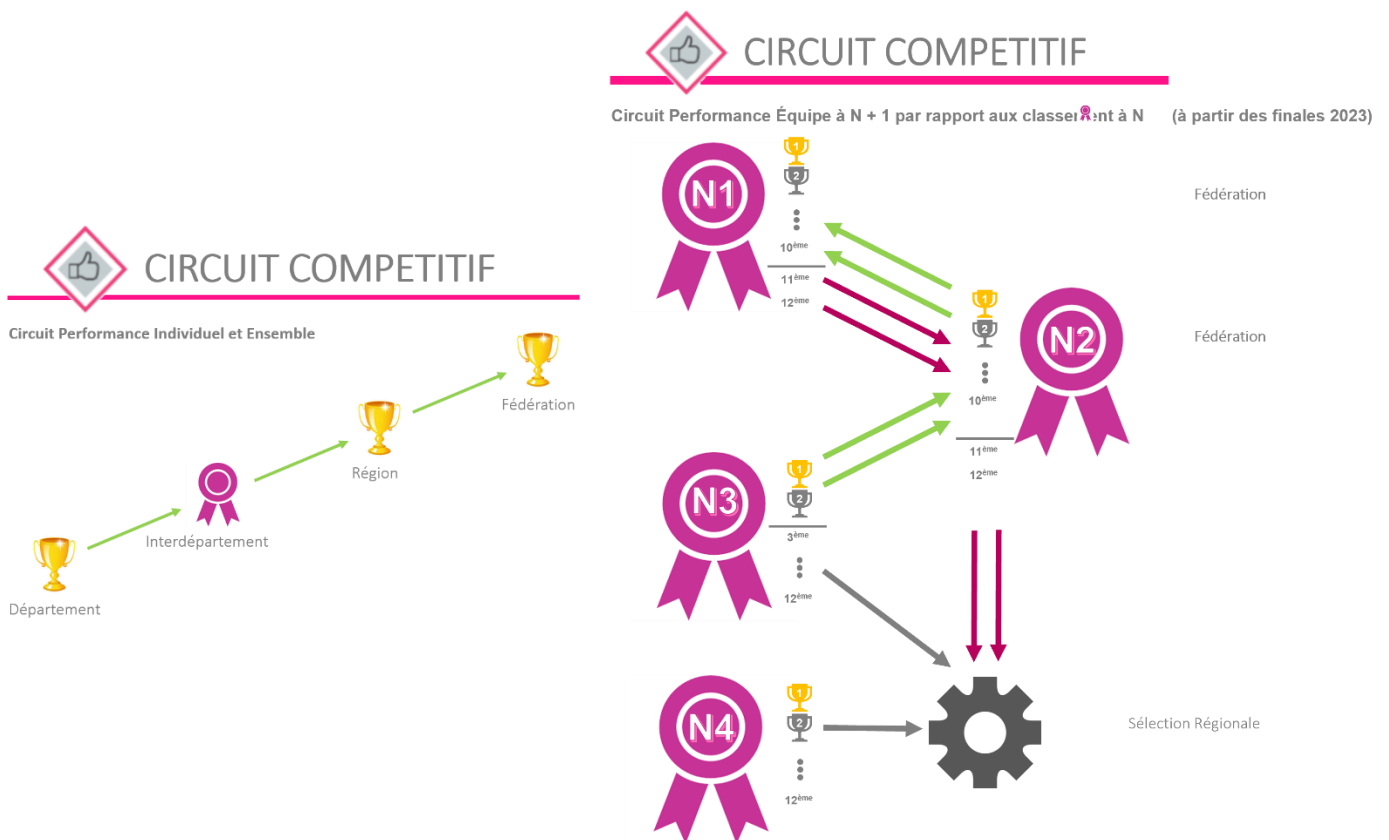 CIRCUIT COMPETITIF
Circuit Performance Individuel et Ensemble
Fédération
Région
Interdépartement
Département
CIRCUIT COMPETITIF
Circuit Performance Équipe à N + 1 par rapport aux classement à N (à partir des finales 2023)
N1
1
2
10ème
11ème
12ème
Fédération
1
2
10ème
11ème
12ème
N2
Fédération
N3
1
2
3ème
12ème
N4
1
2
12ème
Sélection Régionale